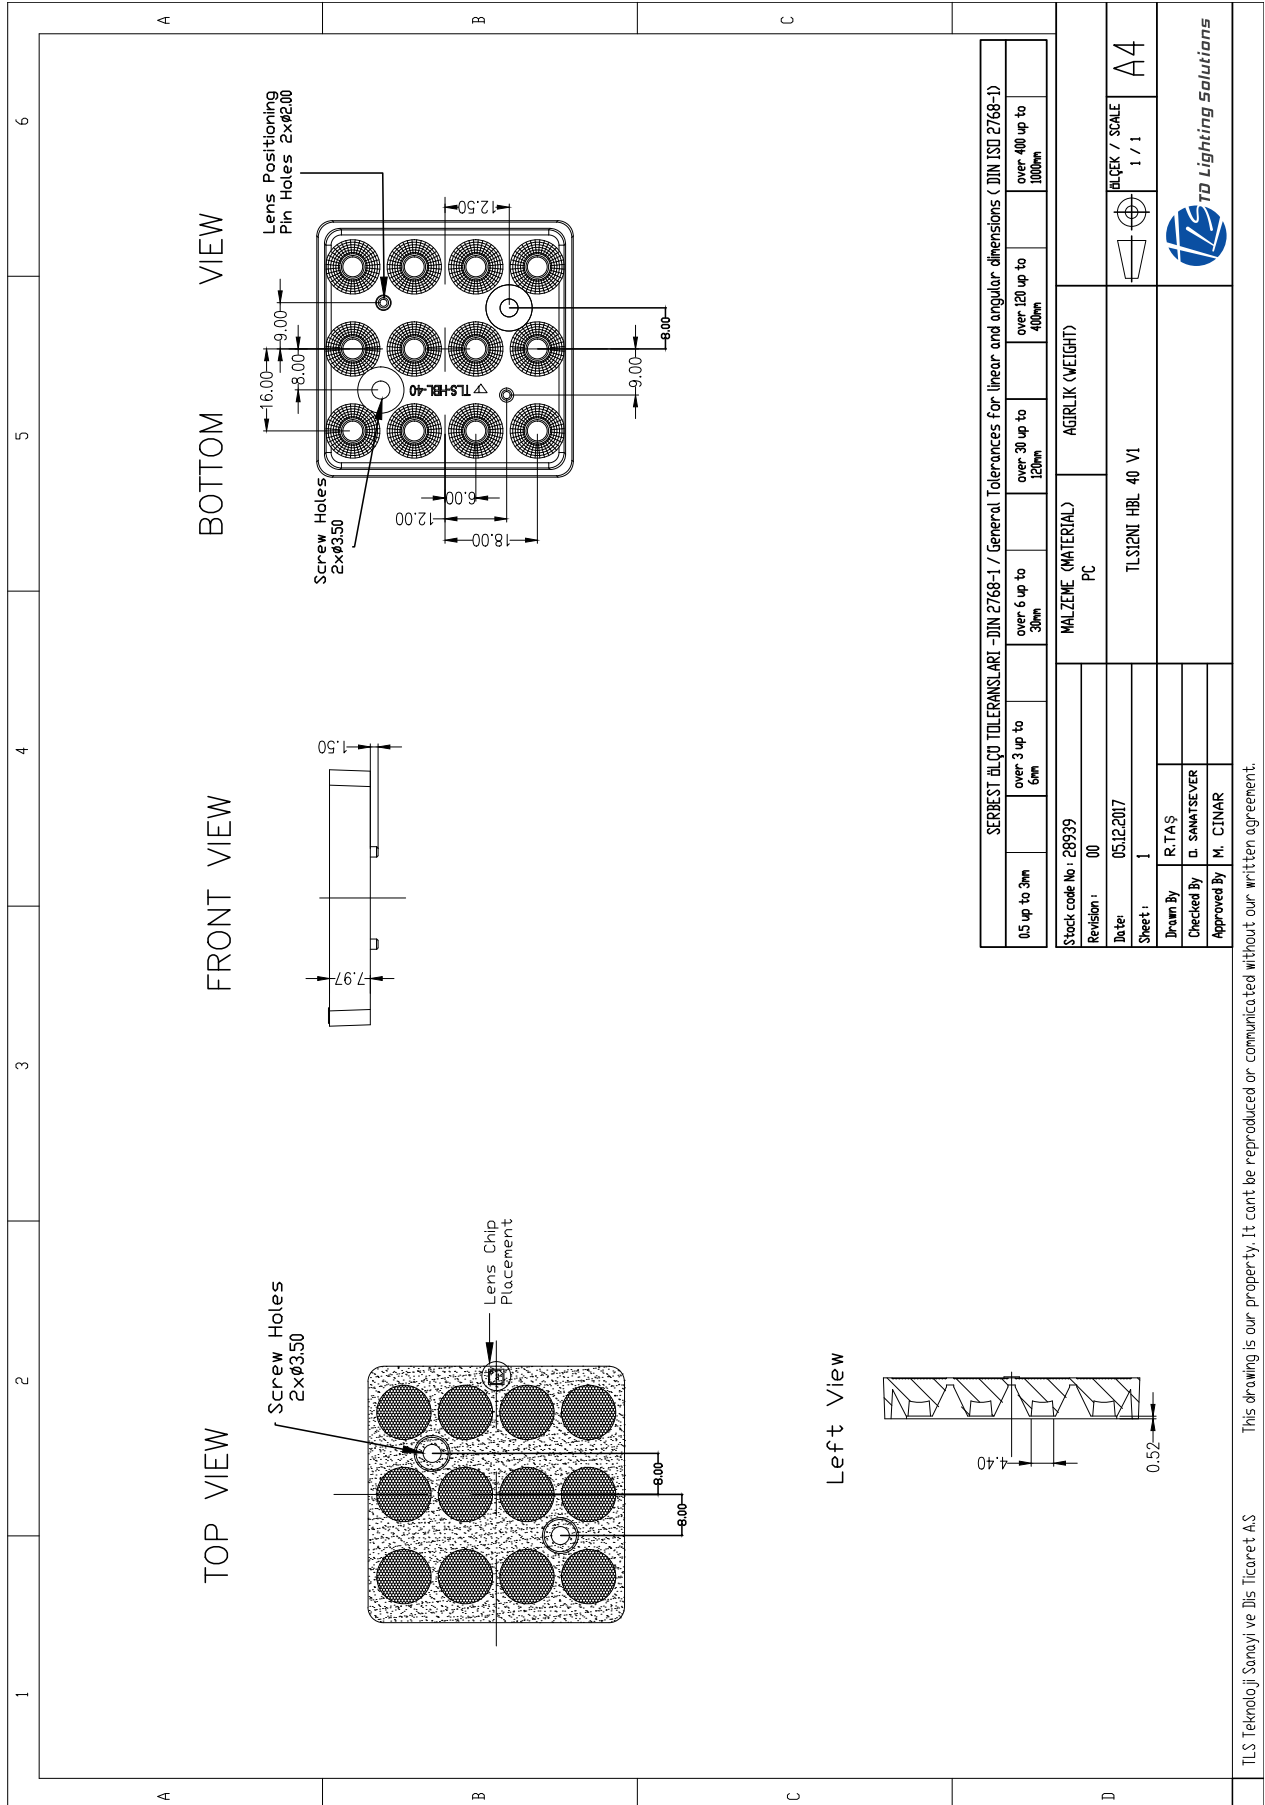 1
2
3
4
5
6
A
B
C
D
A
B
C
TOP VIEW
FRONT VIEW
BOTTOM VIEW
Left View
Screw Holes
2xø3.50
Lens Chip
Placement
8.00
8.00
7.97
1.50
Screw Holes
2xø3.50
Lens Positioning
Pin Holes 2xø2.00
16.00
8.00
9.00
12.50
8.00
9.00
6.00
12.00
18.00
TLS-HBL-40
4.40
0.52
SERBEST ÖLÇÜ TOLERANSLARI - DIN 2768-1 / General Tolerances for linear and angular dimensions ( DIN ISO 2768-1)
0.5 up to 3mm
over 3 up to
6mm
over 6 up to
30mm
over 30 up to
120mm
over 120 up to
400mm
over 400 up to
1000mm
Stock code No : 28939
Revision : 00
Date: 05.12.2017
Sheet : 1
Drawn By R.TAŞ
Checked By O. SANATSEVER
Approved By M. CINAR
MALZEME (MATERIAL)
PC
AGIRLIK (WEIGHT)
TLS12NI HBL 40 V1
ÖLÇEK / SCALE
1 / 1
A4
TLS
TD Lighting Solutions
TLS Teknoloji Sanayi ve Dis Ticaret A.S
This drawing is our property. It cant be reproduced or communicated without our written agreement.